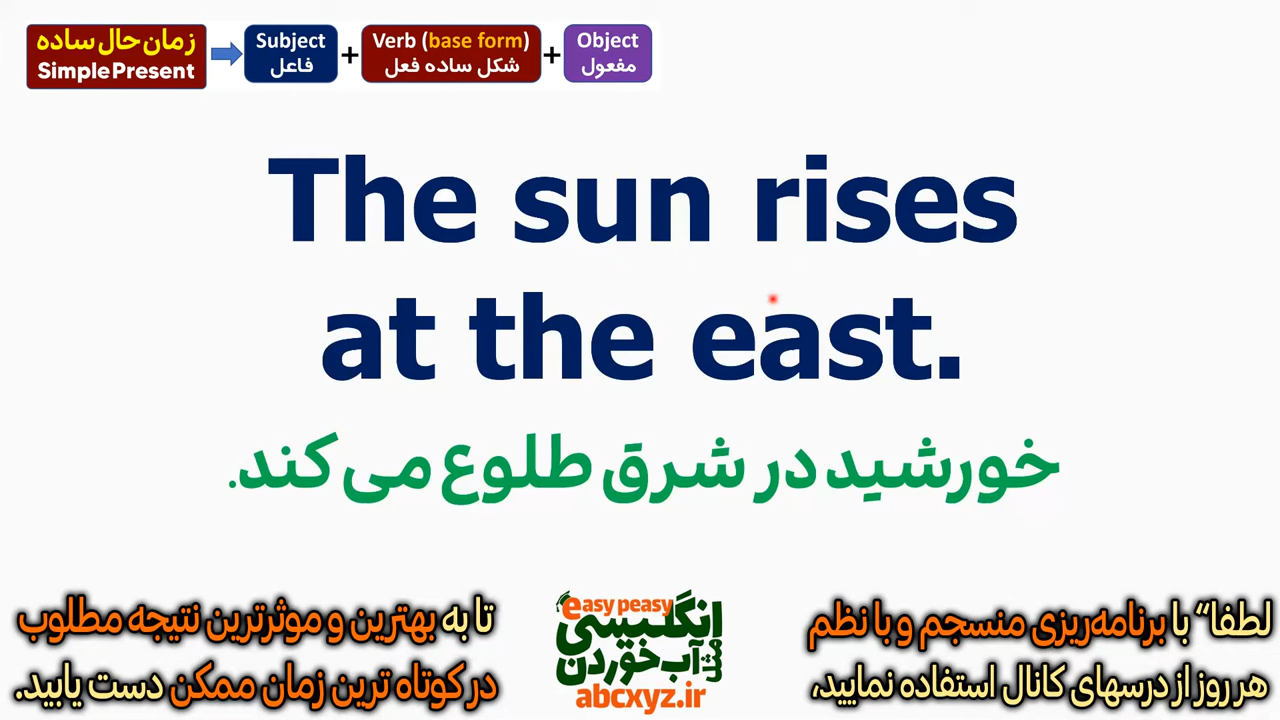 زمان حال ساده
Simple Present
Subject
فاعل
+
Verb (base form)
شکل ساده فعل
+
Object
مفعول
The sun rises
at the east.
خورشید در شرق طلوع می کند.
لطفا“ با برنامه‌ریزی منسجم و با نظم
هر روز از درسهای کانال استفاده نمایید،
easy peasy
انگلیسی
مثل آب خوردن
abcxyz.ir
تا به بهترین و موثرترین نتیجه مطلوب
در کوتاه ترین زمان ممکن دست یابید.